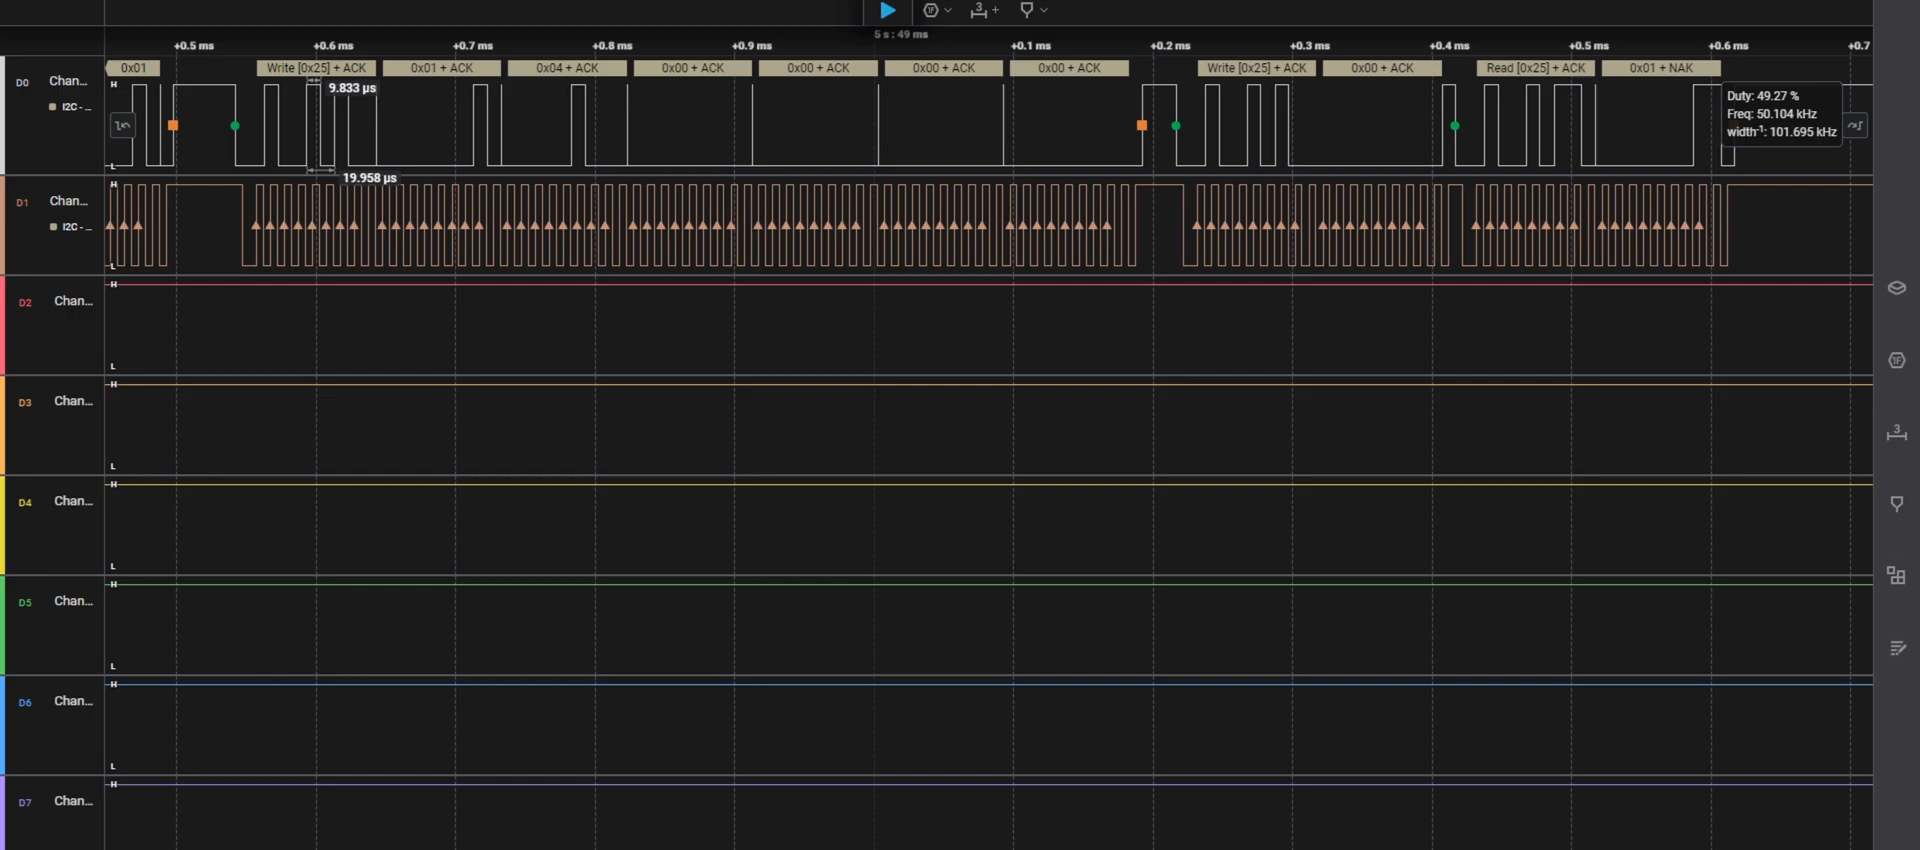 3 +
5 s : 49 ms
+0.5 ms +0.6 ms +0.7 ms +0.8 ms +0.9 ms +0.1 ms +0.2 ms +0.3 ms +0.4 ms +0.5 ms +0.6 ms +0.7
0x01 Write [0x25] + ACK 0x01 + ACK 0x04 + ACK 0x00 + ACK 0x00 + ACK 0x00 + ACK 0x00 + ACK Write [0x25] + ACK 0x00 + ACK Read [0x25] + ACK 0x01 + NAK
D0 Chan... H
9.833 µs
I2C - ...
Duty: 49.27 %
Freq: 50.104 kHz
width-1: 101.695 kHz
L
19.958 µs
H
D1 Chan...
I2C - ...
L
H
D2 Chan...
L
H
D3 Chan...
L
3
H
D4 Chan...
L
H
D5 Chan...
L
H
D6 Chan...
L
H
D7 Chan...